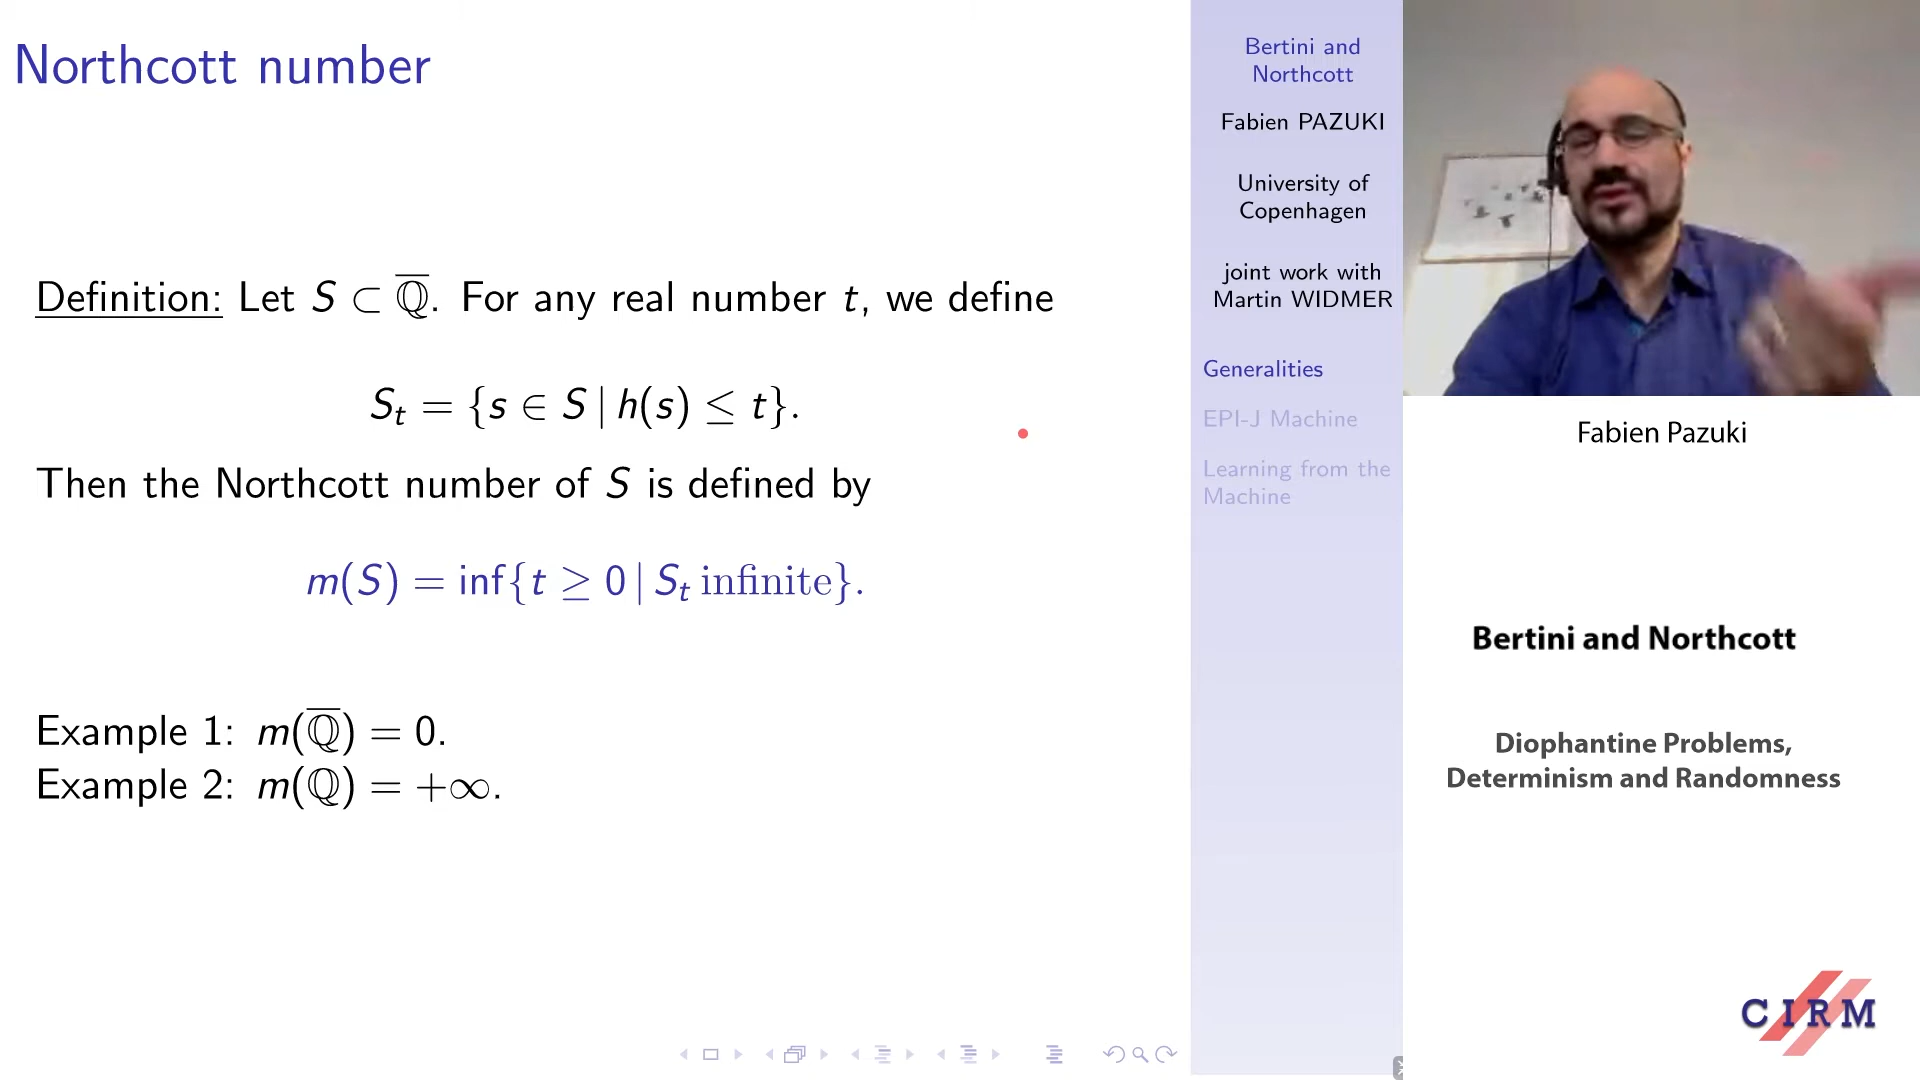 Northcott number
Definition: Let S ⊂ ℚ̅. For any real number t, we define
S_t = {s ∈ S | h(s) ≤ t}.
Then the Northcott number of S is defined by
m(S) = inf{t ≥ 0 | S_t infinite}.
Example 1: m(ℚ̅) = 0.
Example 2: m(ℚ) = +∞.
Bertini and
Northcott
Fabien PAZUKI
University of
Copenhagen
joint work with
Martin WIDMER
Generalities
EPI-J Machine
Learning from the
Machine
Fabien Pazuki
Bertini and Northcott
Diophantine Problems,
Determinism and Randomness
CIRM